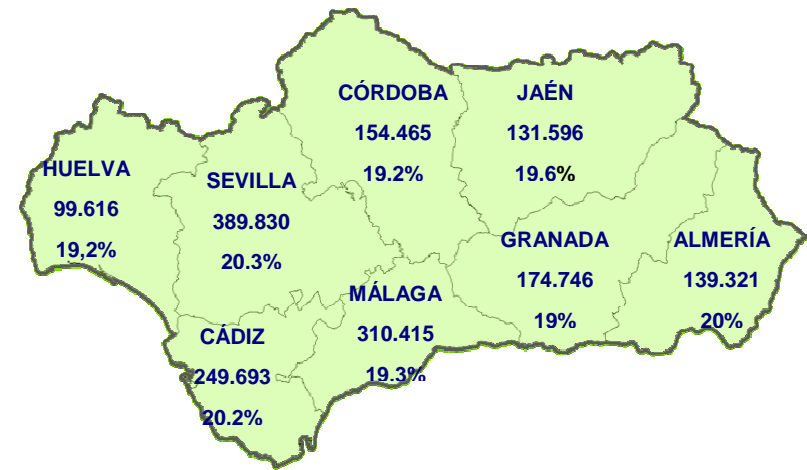 CÓRDOBA
154.465
19.2%
JAÉN
131.596
19.6%
HUELVA
99.616
19,2%
SEVILLA
389.830
20.3%
GRANADA
174.746
19%
ALMERÍA
139.321
20%
MÁLAGA
310.415
19.3%
CÁDIZ
249.693
20.2%